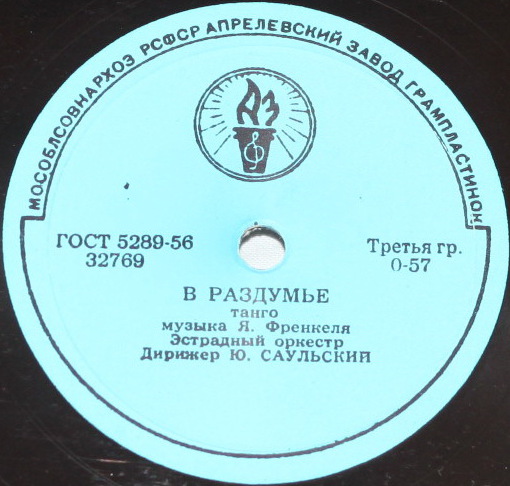 МОСОБЛСОВНАРХОЗ РСФСР АПРЕЛЕВСКИЙ ЗАВОД ГРАМПЛАСТИНОК
АЗ
ГОСТ 5289-56
32769
Третья гр.
0-57
В РАЗДУМЬЕ
танго
музыка Я. Френкеля
Эстрадный оркестр
Дирижер Ю. САУЛЬСКИЙ